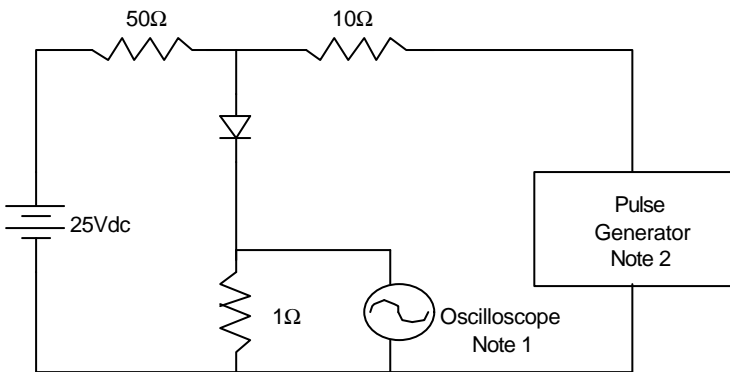 50Ω
10Ω
25Vdc
Pulse
Generator
Note 2
1Ω
Oscilloscope
Note 1